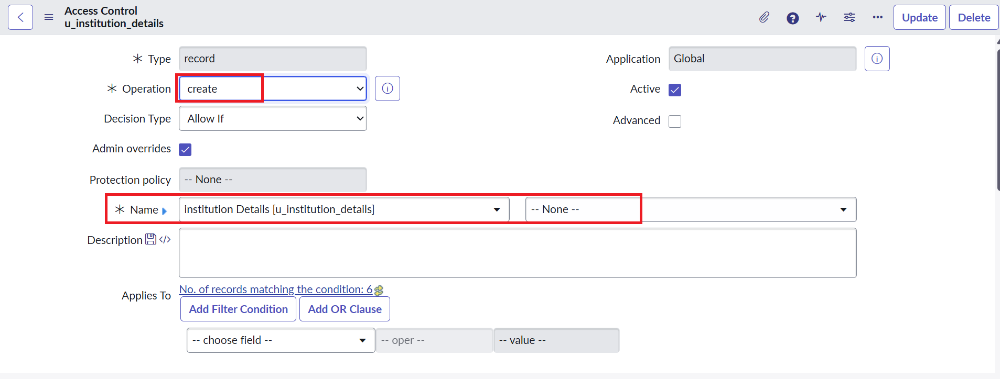 Access Control
u_institution_details
Update
Delete
Type
record
Application
Global
Operation
create
Active
Decision Type
Allow If
Advanced
Admin overrides
Protection policy
-- None --
Name
institution Details [u_institution_details]
-- None --
Description
Applies To
No. of records matching the condition: 6
Add Filter Condition
Add OR Clause
-- choose field --
-- oper --
-- value --